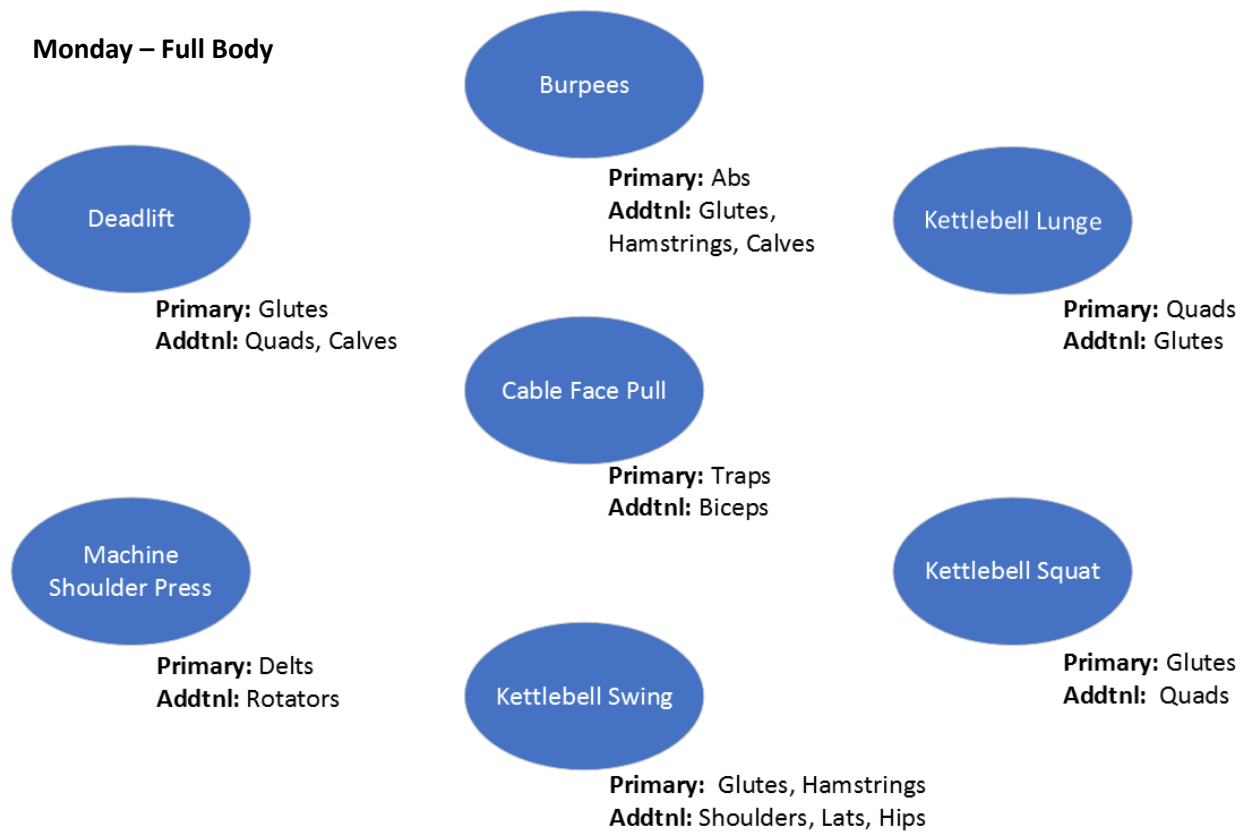 Monday – Full Body
Burpees
Primary: Abs
Addtnl: Glutes,
Hamstrings, Calves
Deadlift
Primary: Glutes
Addtnl: Quads, Calves
Kettlebell Lunge
Primary: Quads
Addtnl: Glutes
Cable Face Pull
Primary: Traps
Addtnl: Biceps
Machine
Shoulder Press
Primary: Delts
Addtnl: Rotators
Kettlebell Squat
Primary: Glutes
Addtnl: Quads
Kettlebell Swing
Primary: Glutes, Hamstrings
Addtnl: Shoulders, Lats, Hips